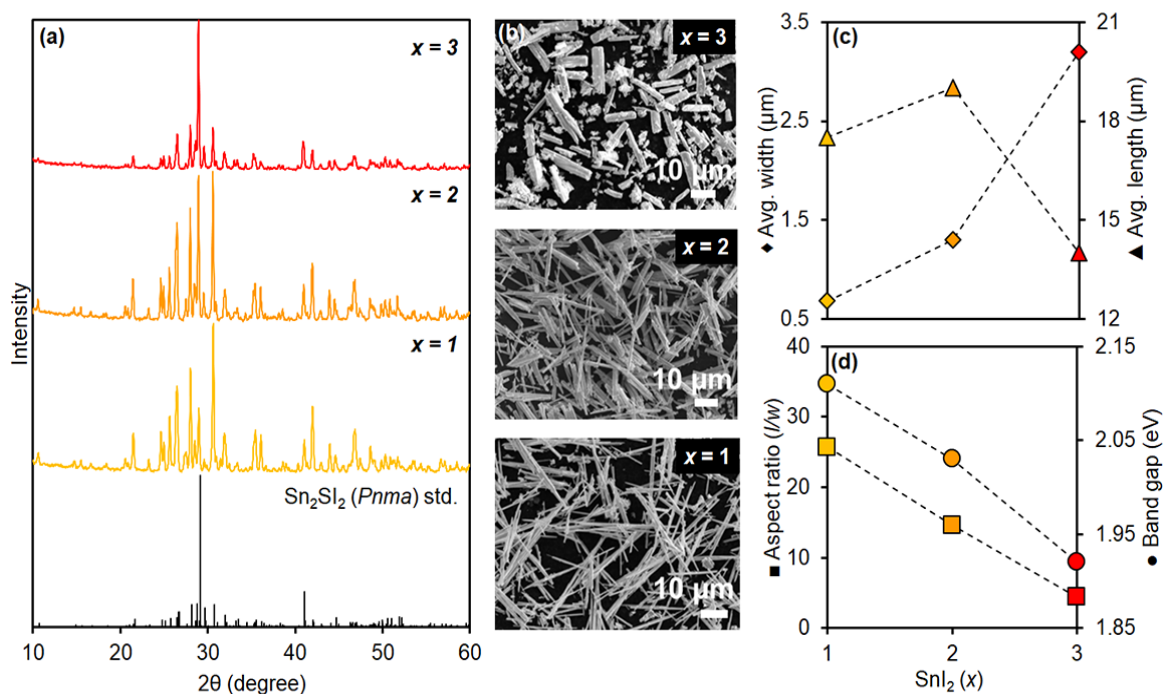 (a)
x = 3
x = 2
x = 1
Sn₂SI₂ (Pnma) std.
Intensity
10 20 30 40 50 60
2θ (degree)
(b)
x = 3
10 μm
x = 2
10 μm
x = 1
10 μm
(c)
3.5
2.5
1.5
0.5
♦ Avg. width (μm)
21
18
15
12
▲ Avg. length (μm)
(d)
40
30
20
10
0
■ Aspect ratio (l/w)
2.15
2.05
1.95
1.85
● Band gap (eV)
1 2 3
SnI₂ (x)